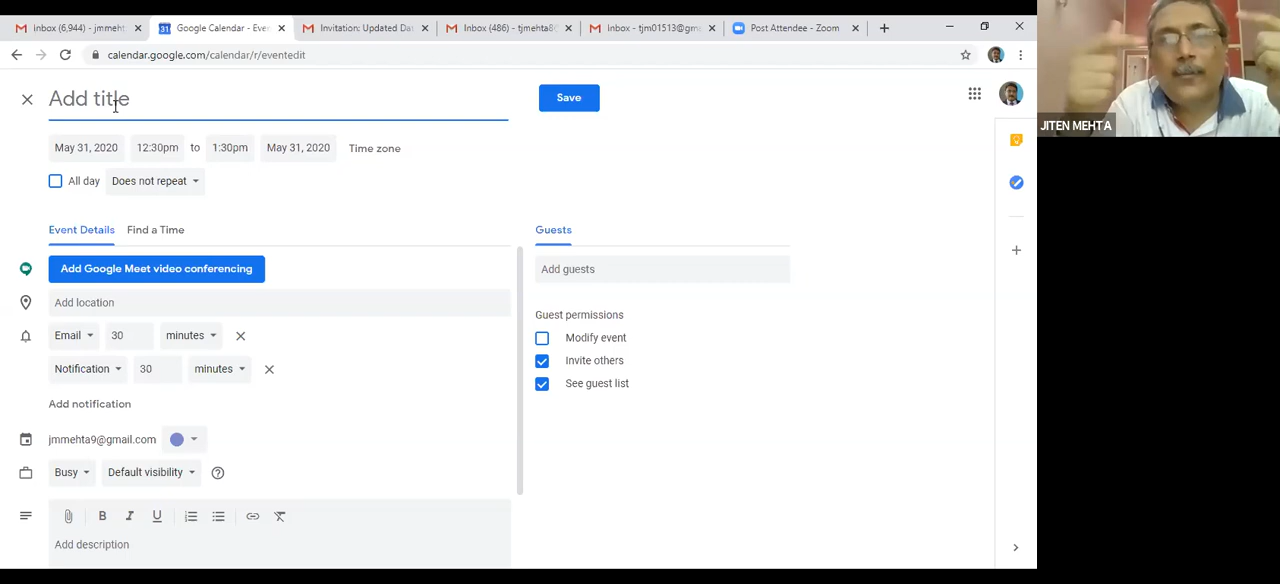 Inbox (6,944) - jmmehta
Google Calendar - Eve
Invitation: Updated Da
Inbox (486) - tjmehta8
Inbox - tjm01513@gma
Post Attendee - Zoom
calendar.google.com/calendar/r/eventedit
Add title
Save
JITEN MEHTA
May 31, 2020 12:30pm to 1:30pm May 31, 2020 Time zone
All day Does not repeat
Event Details Find a Time
Guests
Add Google Meet video conferencing
Add guests
Add location
Guest permissions
Email 30 minutes
Modify event
Invite others
Notification 30 minutes
See guest list
Add notification
jmmehta9@gmail.com
Busy Default visibility
B I U
Add description